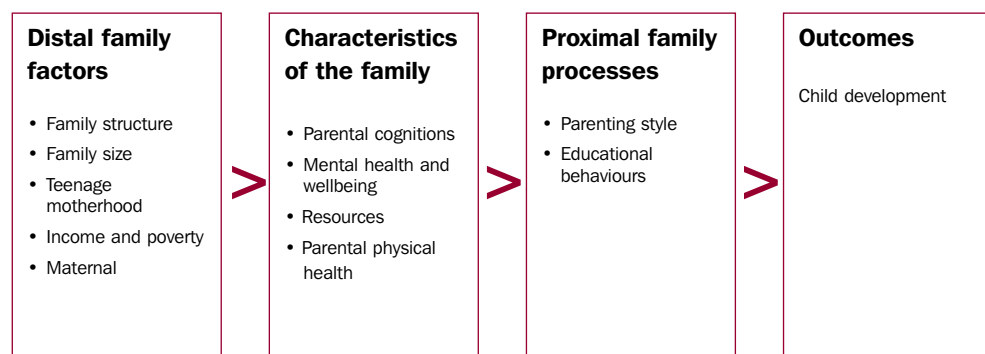 Distal family
factors
• Family structure
• Family size
• Teenage
motherhood
• Income and poverty
• Maternal
>
Characteristics
of the family
• Parental cognitions
• Mental health and
wellbeing
• Resources
• Parental physical
health
>
Proximal family
processes
• Parenting style
• Educational
behaviours
>
Outcomes
Child development